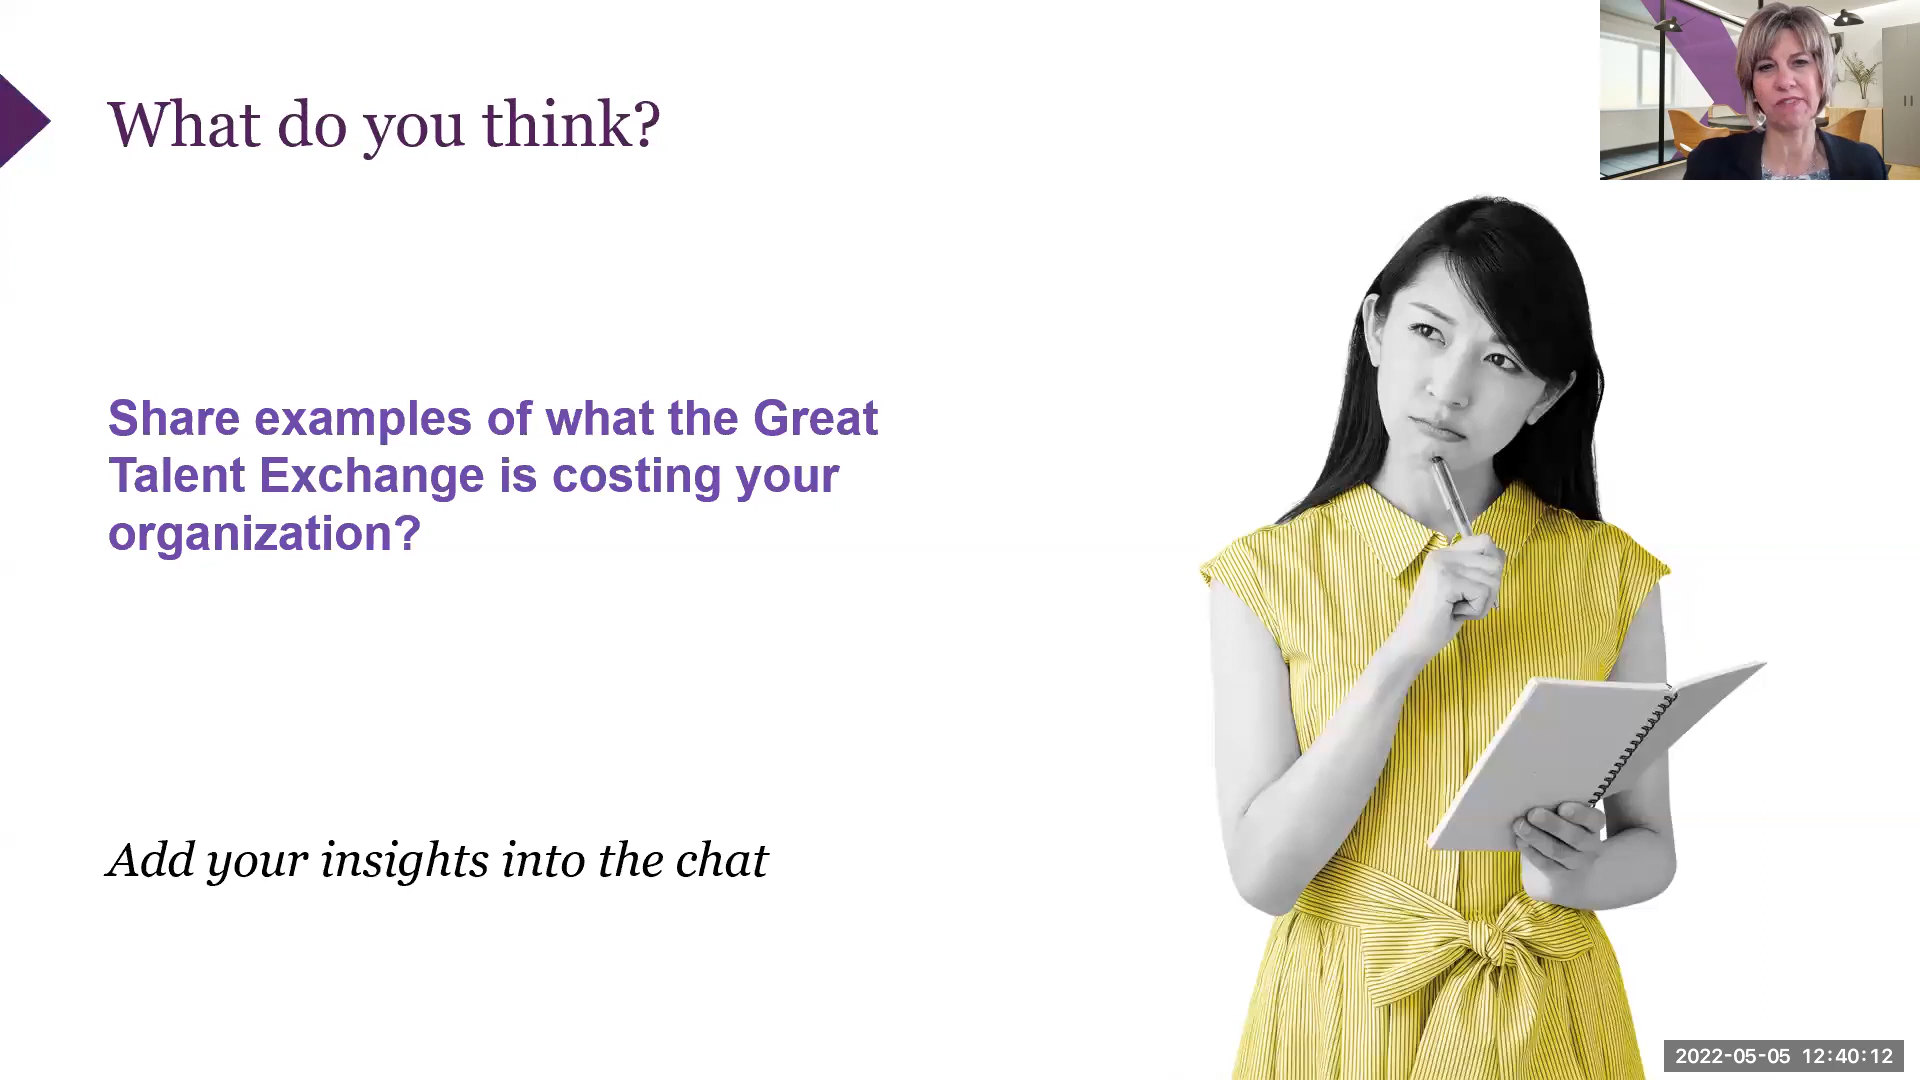 What do you think?
Share examples of what the Great
Talent Exchange is costing your
organization?
Add your insights into the chat
2022-05-05 12:40:12